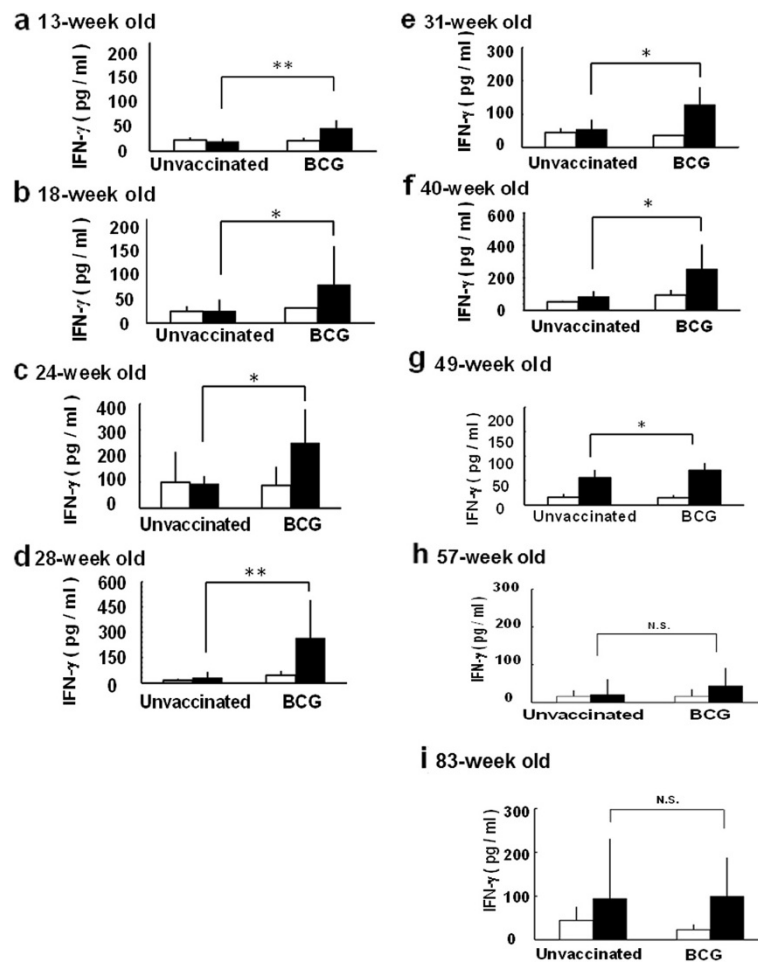 a 13-week old
IFN-γ ( pg / ml )
200
150
100
50
0
**
Unvaccinated BCG
b 18-week old
IFN-γ ( pg / ml )
200
150
100
50
0
*
Unvaccinated BCG
c 24-week old
IFN-γ ( pg / ml )
400
300
200
100
0
*
Unvaccinated BCG
d 28-week old
IFN-γ ( pg / ml )
600
450
300
150
0
**
Unvaccinated BCG
e 31-week old
IFN-γ ( pg / ml )
300
200
100
0
*
Unvaccinated BCG
f 40-week old
IFN-γ ( pg / ml )
600
400
200
0
*
Unvaccinated BCG
g 49-week old
IFN-γ ( pg / ml )
200
150
100
50
0
*
Unvaccinated BCG
h 57-week old
IFN-γ ( pg / ml )
300
200
100
0
N.S.
Unvaccinated BCG
i 83-week old
IFN-γ ( pg / ml )
300
200
100
0
N.S.
Unvaccinated BCG